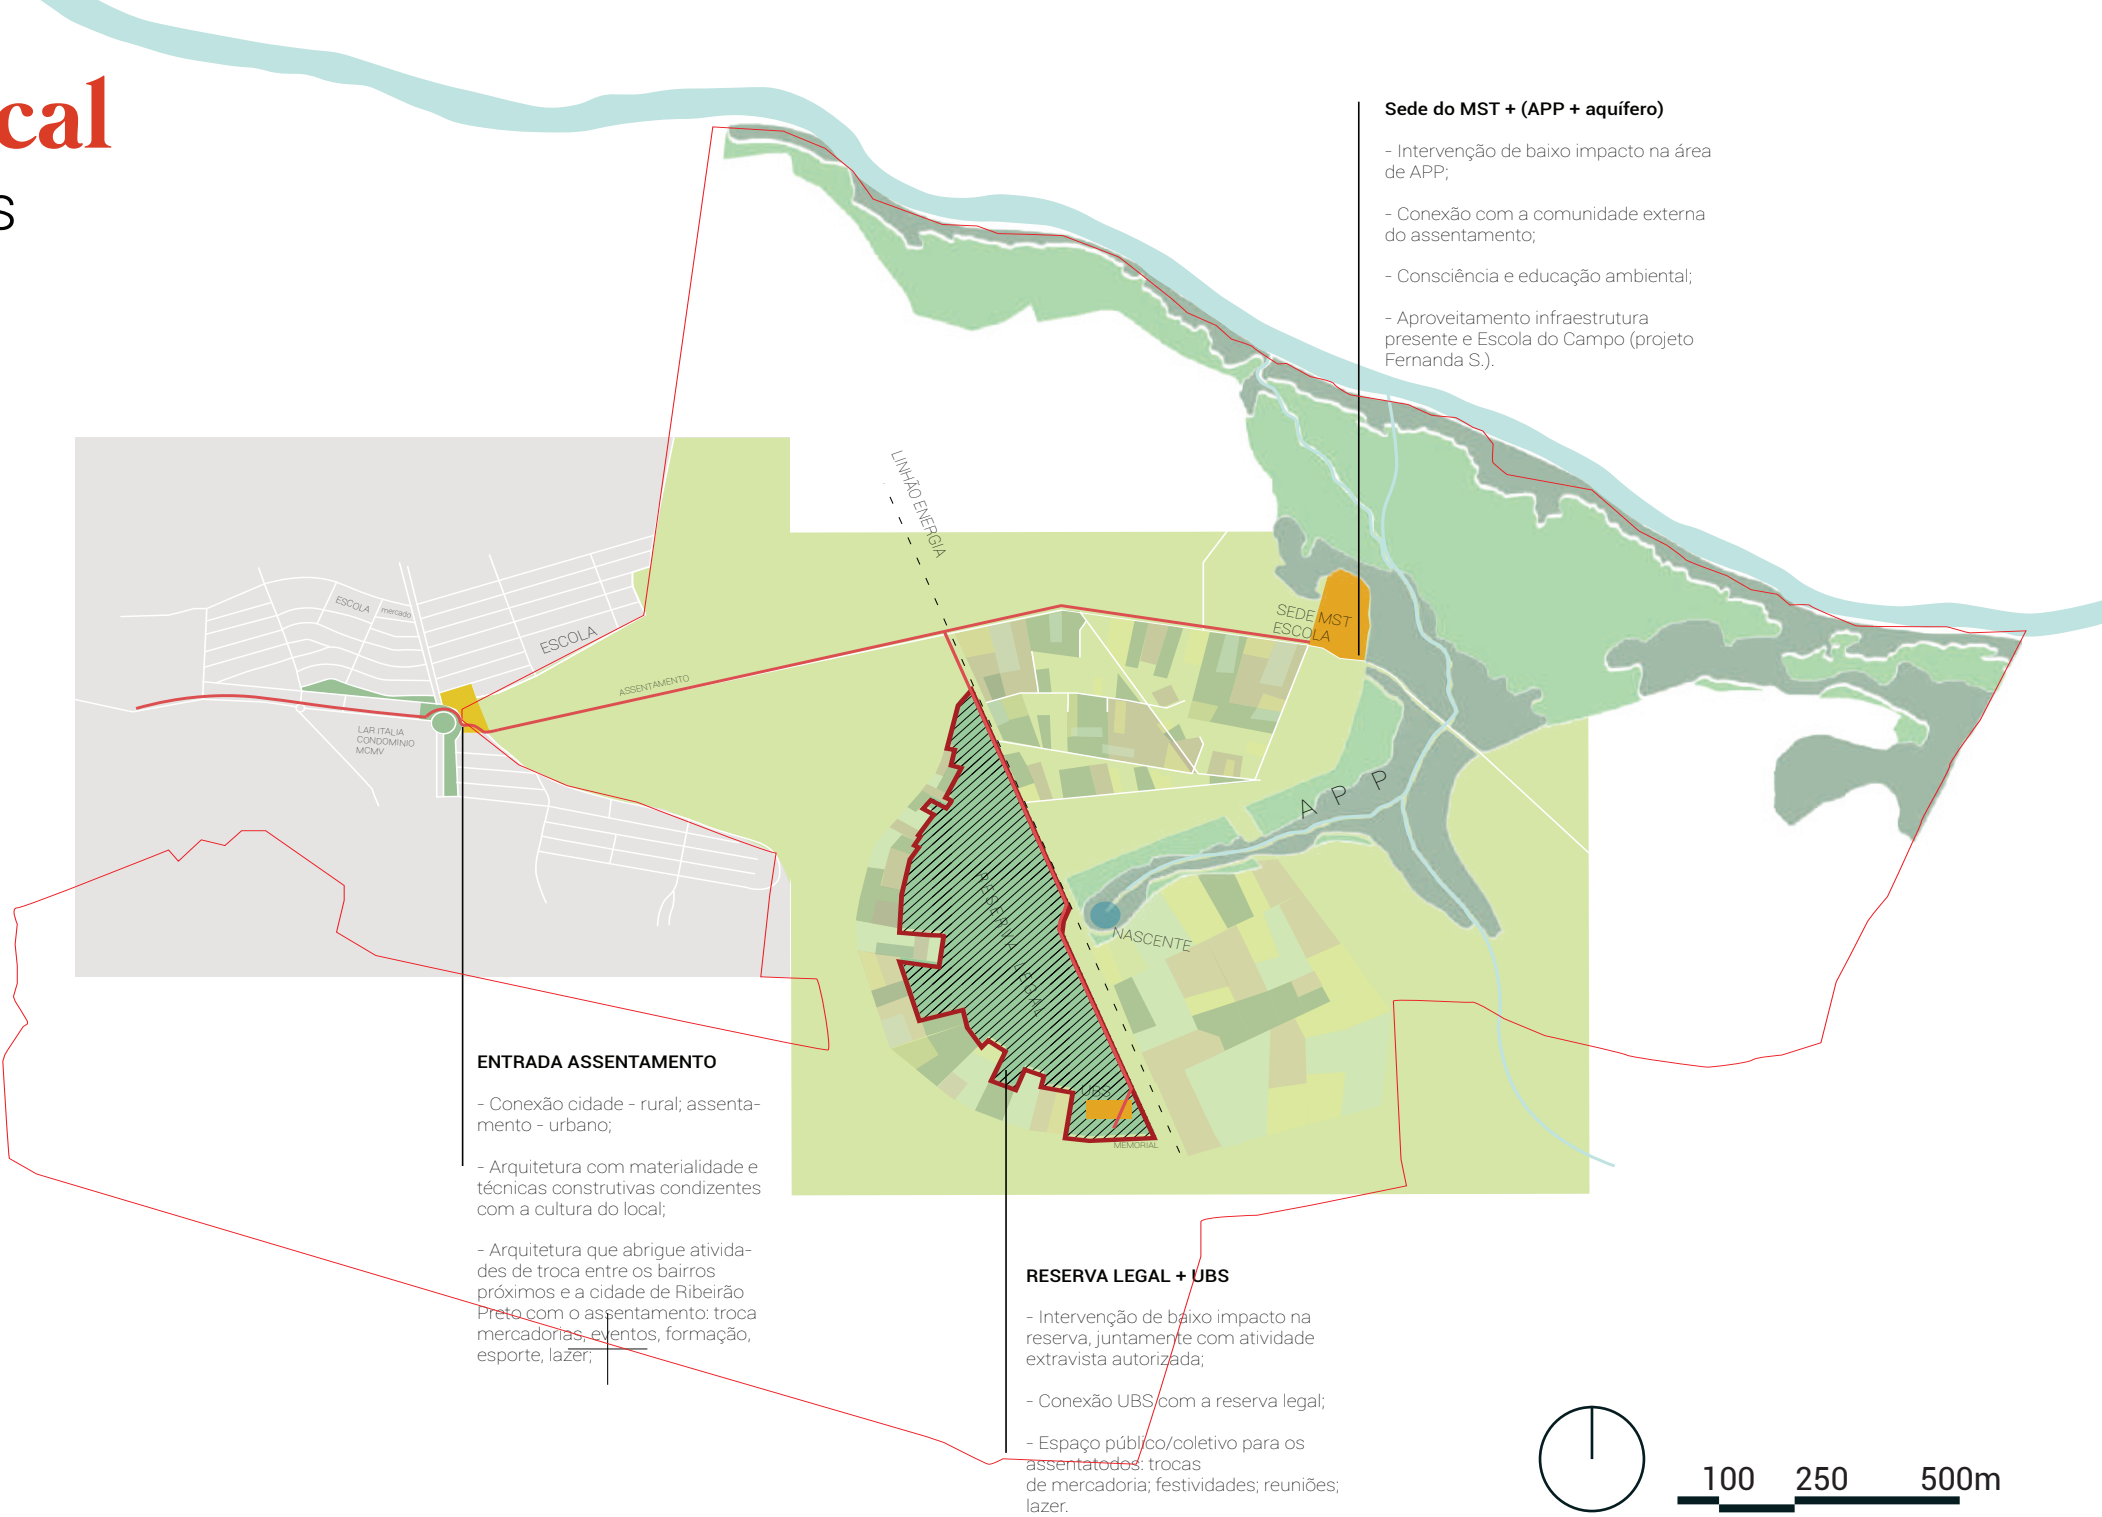 cal
s
Sede do MST + (APP + aquífero)
- Intervenção de baixo impacto na área
de APP;
- Conexão com a comunidade externa
do assentamento;
- Consciência e educação ambiental;
- Aproveitamento infraestrutura
presente e Escola do Campo (projeto
Fernanda S.).
LINHÃO ENERGIA
ESCOLA
mercado
ESCOLA
SEDE MST
ESCOLA
ASSENTAMENTO
LAR ITALIA
CONDOMINIO
MCMV
APP
RESERVA LEGAL
NASCENTE
UBS
MEMORIAL
ENTRADA ASSENTAMENTO
- Conexão cidade - rural; assenta-
mento - urbano;
- Arquitetura com materialidade e
técnicas construtivas condizentes
com a cultura do local;
- Arquitetura que abrigue ativida-
des de troca entre os bairros
próximos e a cidade de Ribeirão
Preto com o assentamento: troca
mercadorias, eventos, formação,
esporte, lazer;
RESERVA LEGAL + UBS
- Intervenção de baixo impacto na
reserva, juntamente com atividade
extravista autorizada;
- Conexão UBS com a reserva legal;
- Espaço público/coletivo para os
assentatodos: trocas
de mercadoria; festividades; reuniões;
lazer.
100 250 500m